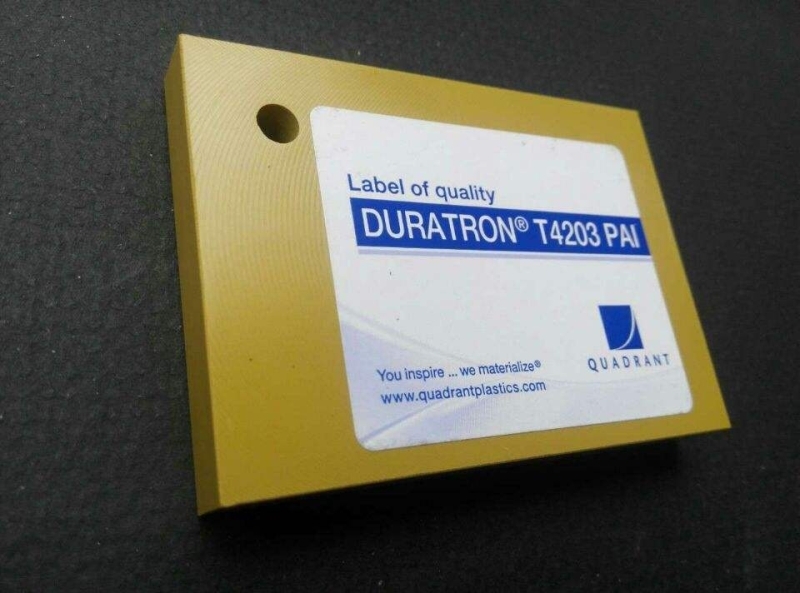 Label of quality
DURATRON® T4203 PAI
QUADRANT
You inspire ... we materialize®
www.quadrantplastics.com